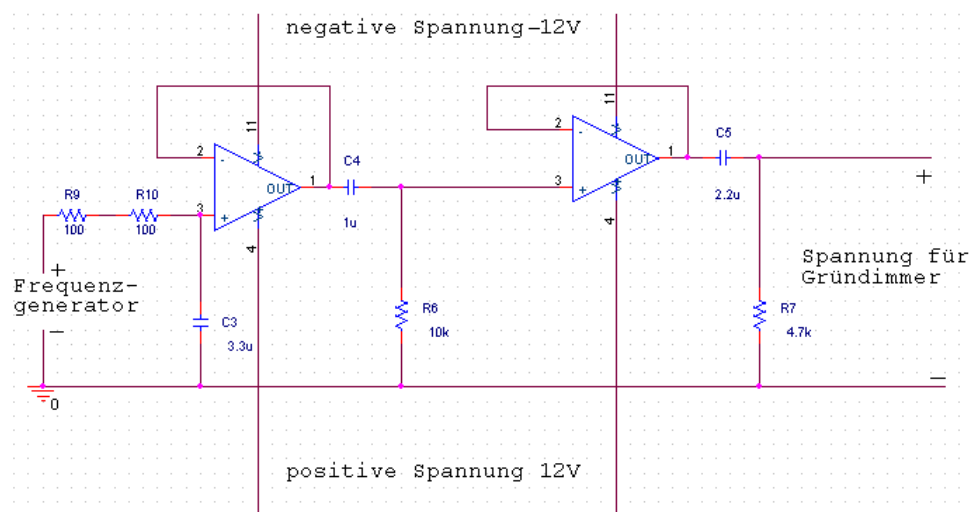 negative Spannung-12V
11
11
2
-
OUT
1
3
+
4
2
-
OUT
1
3
+
4
C4
1u
C5
2.2u
R9
100
R10
100
+
Frequenz-
generator
-
C3
3.3u
R6
10k
R7
4.7k
+
Spannung für
Gründimmer
-
0
positive Spannung 12V